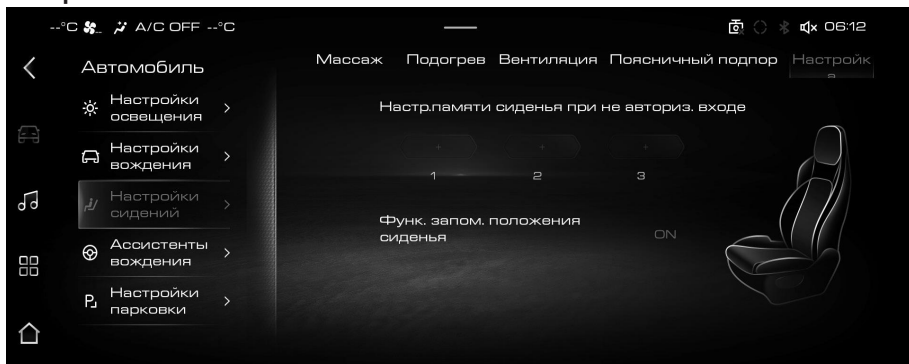 --°C A/C OFF --°C 06:12
Автомобиль
Массаж Подогрев Вентиляция Поясничный подпор Настройк
а
Настройки
освещения
Настройки
вождения
Настройки
сидений
Ассистенты
вождения
Настройки
парковки
Настр.памяти сиденья при не авториз. входе
+ + +
1 2 3
Функ. запом. положения
сиденья
ON